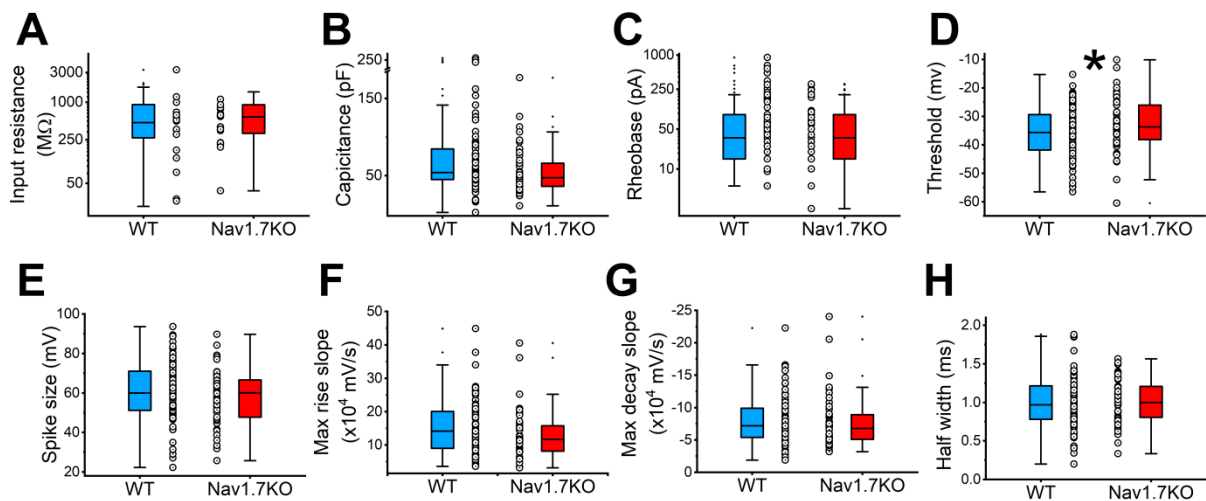 A
Input resistance
(MΩ)
3000
1000
250
50
WT
Nav1.7KO
B
Capicitance (pF)
250
150
50
WT
Nav1.7KO
C
Rheobase (pA)
1000
50
10
WT
Nav1.7KO
D
Threshold (mv)
-10
-20
-30
-40
-50
-60
*
WT
Nav1.7KO
E
Spike size (mV)
100
80
60
40
20
WT
Nav1.7KO
F
Max rise slope
(x10⁴ mV/s)
50
40
30
20
10
WT
Nav1.7KO
G
Max decay slope
(x10⁴ mV/s)
-25
-20
-15
-10
-5
WT
Nav1.7KO
H
Half width (ms)
2.0
1.5
1.0
0.5
0.0
WT
Nav1.7KO